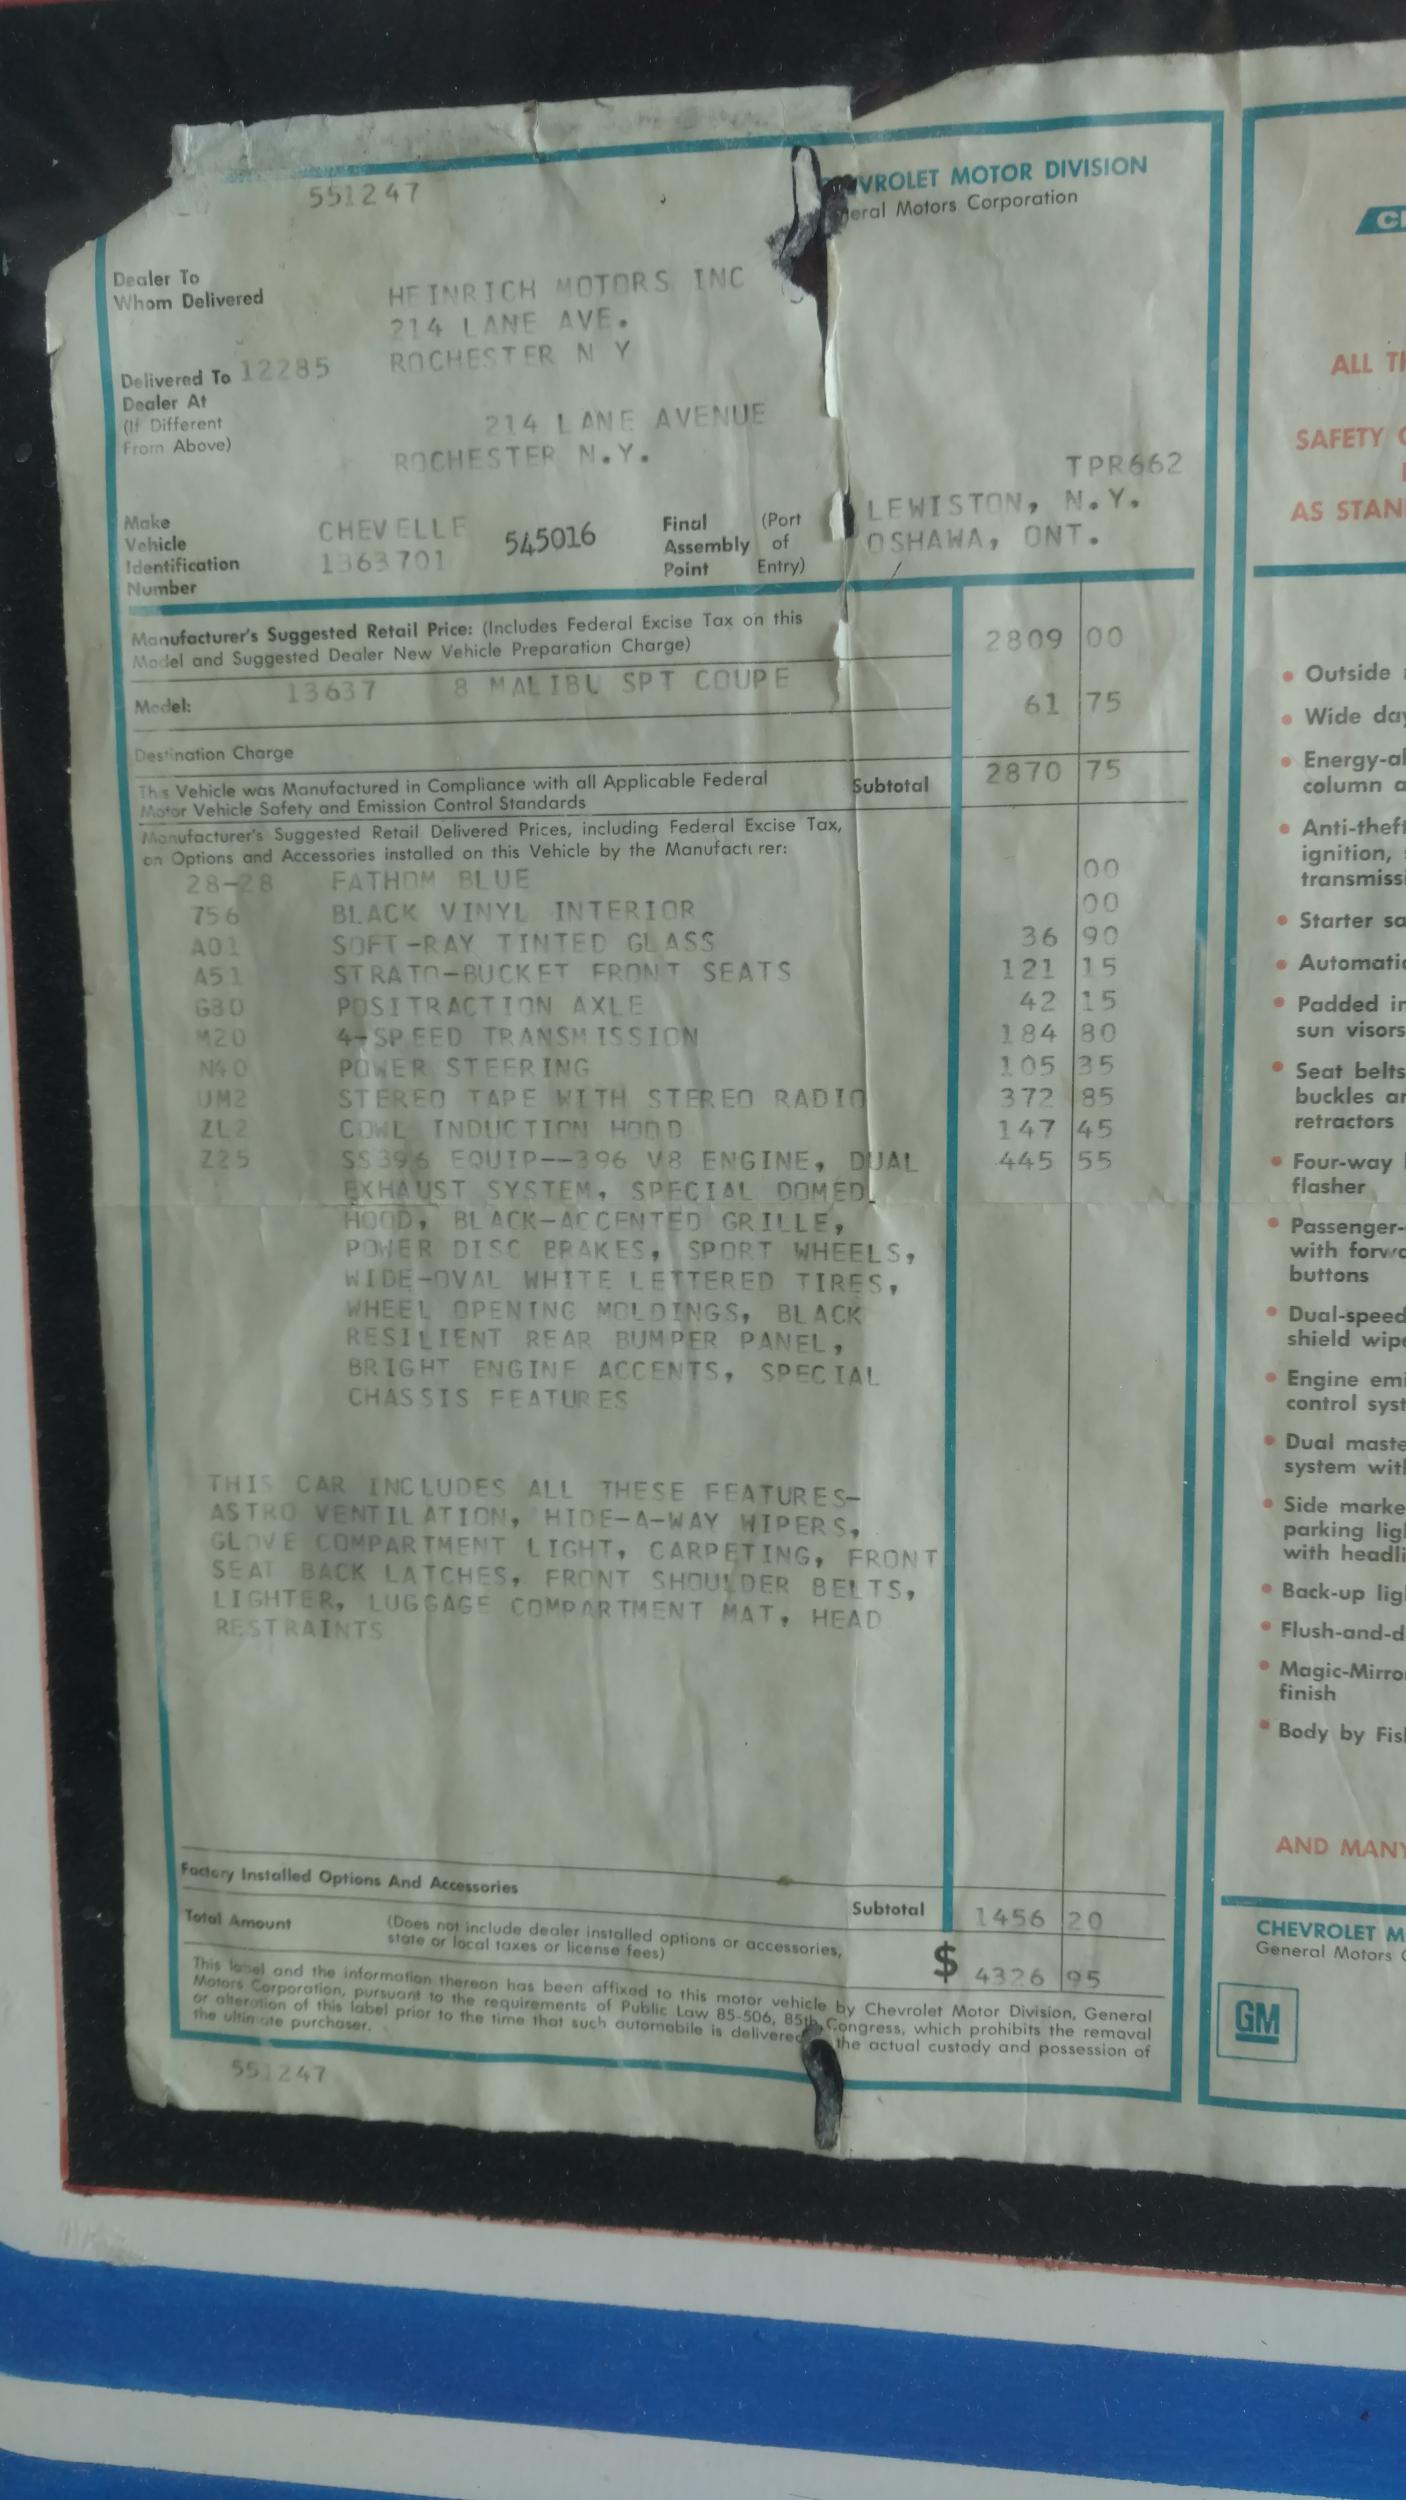 551247
CHEVROLET MOTOR DIVISION
General Motors Corporation
Dealer To
Whom Delivered
HEINRICH MOTORS INC
214 LANE AVE.
ROCHESTER N Y
Delivered To 12285
Dealer At
(If Different
From Above)
214 LANE AVENUE
ROCHESTER N.Y.
TPR662
Make CHEVELLE
Vehicle
Identification
Number
1363701 545016
Final
Assembly
Point
(Port
of
Entry)
LEWISTON, N.Y.
OSHAWA, ONT.
Manufacturer's Suggested Retail Price: (Includes Federal Excise Tax on this
Model and Suggested Dealer New Vehicle Preparation Charge)
2809 00
Model: 13637 8 MALIBU SPT COUPE
61 75
Destination Charge
This Vehicle was Manufactured in Compliance with all Applicable Federal
Motor Vehicle Safety and Emission Control Standards
Subtotal 2870 75
Manufacturer's Suggested Retail Delivered Prices, including Federal Excise Tax,
on Options and Accessories installed on this Vehicle by the Manufacturer:
28-28 FATHOM BLUE 00
756 BLACK VINYL INTERIOR 00
A01 SOFT-RAY TINTED GLASS 36 90
A51 STRATO-BUCKET FRONT SEATS 121 15
G80 POSITRACTION AXLE 42 15
M20 4-SPEED TRANSMISSION 184 80
N40 POWER STEERING 105 35
UM2 STEREO TAPE WITH STEREO RADIO 372 85
ZL2 COWL INDUCTION HOOD 147 45
Z25 SS396 EQUIP--396 V8 ENGINE, DUAL 445 55
EXHAUST SYSTEM, SPECIAL DOMED
HOOD, BLACK-ACCENTED GRILLE,
POWER DISC BRAKES, SPORT WHEELS,
WIDE-OVAL WHITE LETTERED TIRES,
WHEEL OPENING MOLDINGS, BLACK
RESILIENT REAR BUMPER PANEL,
BRIGHT ENGINE ACCENTS, SPECIAL
CHASSIS FEATURES
THIS CAR INCLUDES ALL THESE FEATURES-
ASTRO VENTILATION, HIDE-A-WAY WIPERS,
GLOVE COMPARTMENT LIGHT, CARPETING, FRONT
SEAT BACK LATCHES, FRONT SHOULDER BELTS,
LIGHTER, LUGGAGE COMPARTMENT MAT, HEAD
RESTRAINTS
Factory Installed Options And Accessories
Subtotal 1456 20
Total Amount
(Does not include dealer installed options or accessories,
state or local taxes or license fees)
$ 4326 95
This label and the information thereon has been affixed to this motor vehicle by Chevrolet Motor Division, General
Motors Corporation, pursuant to the requirements of Public Law 85-506, 85th Congress, which prohibits the removal
or alteration of this label prior to the time that such automobile is delivered the actual custody and possession of
the ultimate purchaser.
551247
ALL
SAFETY
AS STAN
Outside
Wide
Energy-
column
Anti-theft
ignition,
transmiss
Starter
Automatic
Padded
sun visors
Seat belts
buckles
retractors
Four-way
flasher
Passenger-
with
buttons
Dual-speed
shield
Engine
control
Dual
system
Side
parking
with
Back-up
Flush-and-
Magic-
finish
Body by
AND MANY
CHEVROLET M
General Motors
GM